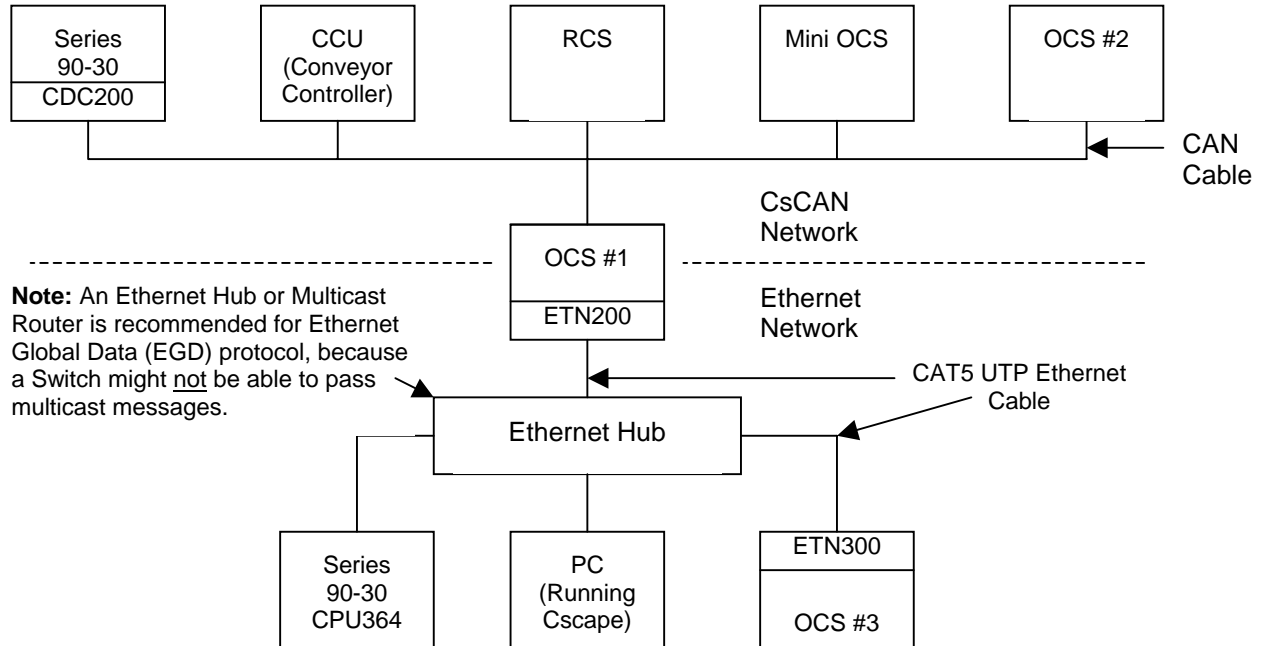 Series
90-30
CDC200
CCU
(Conveyor
Controller)
RCS
Mini OCS
OCS #2
CAN
Cable
CsCAN
Network
OCS #1
ETN200
Ethernet
Network
Note: An Ethernet Hub or Multicast
Router is recommended for Ethernet
Global Data (EGD) protocol, because
a Switch might not be able to pass
multicast messages.
CAT5 UTP Ethernet
Cable
Ethernet Hub
Series
90-30
CPU364
PC
(Running
Cscape)
ETN300
OCS #3